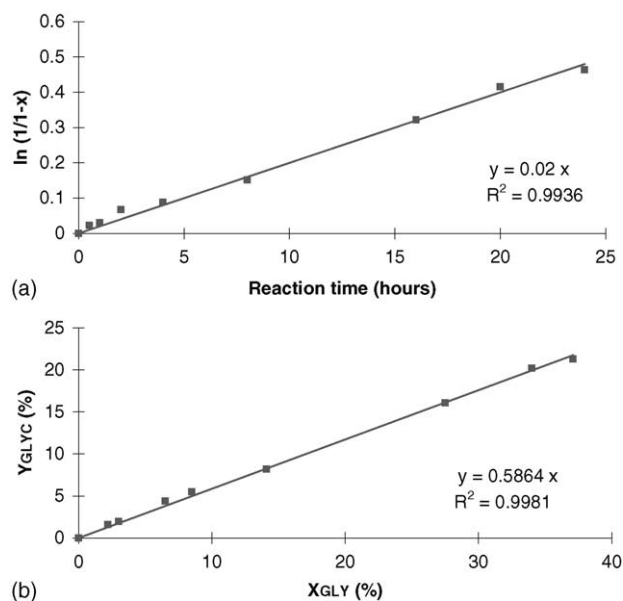 0.6
0.5
0.4
0.3
0.2
0.1
0
ln (1/1-x)
y = 0.02 x
R² = 0.9936
0 5 10 15 20 25
(a) Reaction time (hours)
25
20
15
10
5
0
YGLYC (%)
y = 0.5864 x
R² = 0.9981
0 10 20 30 40
(b) XGLY (%)